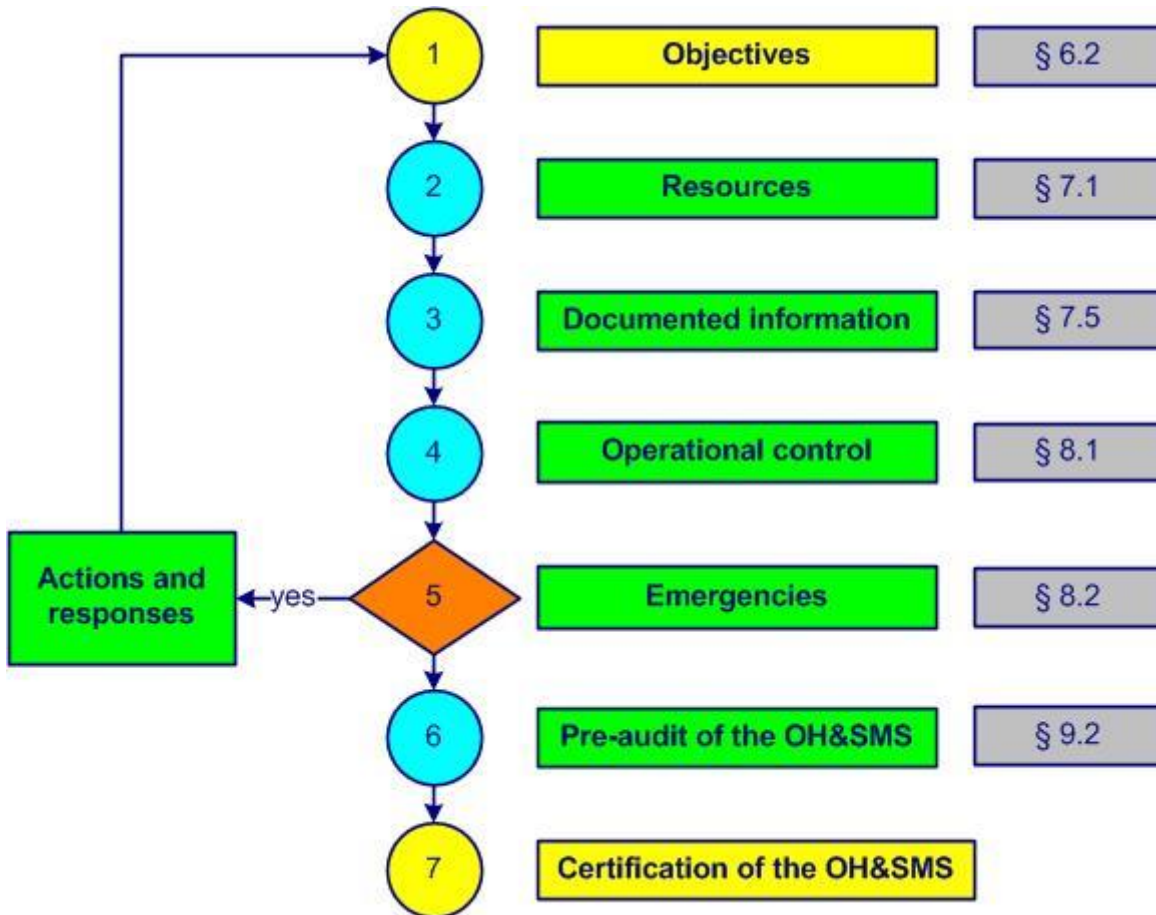 1
Objectives
§ 6.2
2
Resources
§ 7.1
3
Documented information
§ 7.5
4
Operational control
§ 8.1
Actions and
responses
yes
5
Emergencies
§ 8.2
6
Pre-audit of the OH&SMS
§ 9.2
7
Certification of the OH&SMS